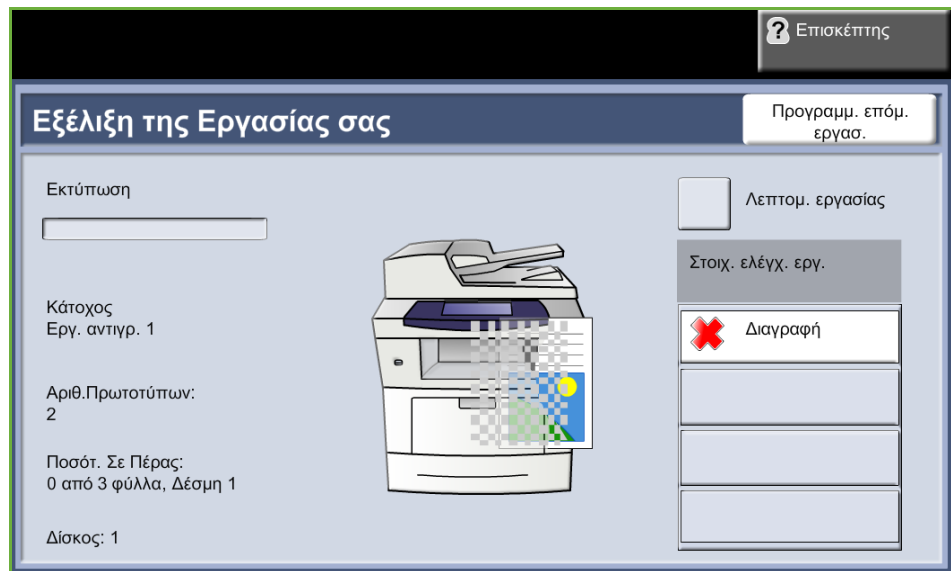 Επισκέπτης
Εξέλιξη της Εργασίας σας
Προγραμμ. επόμ.
εργασ.
Εκτύπωση
Κάτοχος
Εργ. αντιγρ. 1
Αριθ.Πρωτοτύπων:
2
Ποσότ. Σε Πέρας:
0 από 3 φύλλα, Δέσμη 1
Δίσκος: 1
Λεπτομ. εργασίας
Στοιχ. ελέγχ. εργ.
Διαγραφή